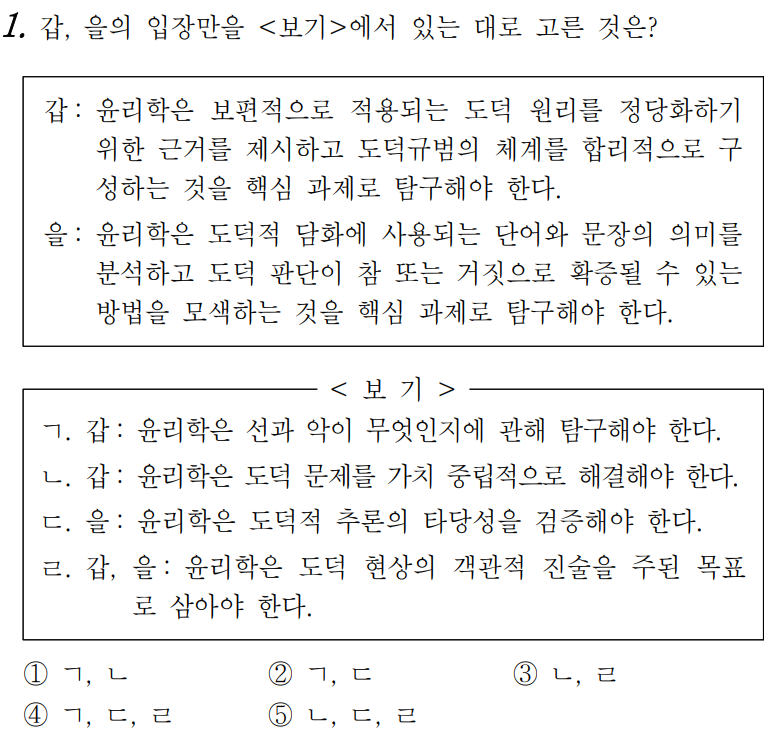 1. 갑, 을의 입장만을 <보기>에서 있는 대로 고른 것은?
갑: 윤리학은 보편적으로 적용되는 도덕 원리를 정당화하기
위한 근거를 제시하고 도덕규범의 체계를 합리적으로 구
성하는 것을 핵심 과제로 탐구해야 한다.
을: 윤리학은 도덕적 담화에 사용되는 단어와 문장의 의미를
분석하고 도덕 판단이 참 또는 거짓으로 확증될 수 있는
방법을 모색하는 것을 핵심 과제로 탐구해야 한다.
< 보 기 >
ㄱ. 갑: 윤리학은 선과 악이 무엇인지에 관해 탐구해야 한다.
ㄴ. 갑: 윤리학은 도덕 문제를 가치 중립적으로 해결해야 한다.
ㄷ. 을: 윤리학은 도덕적 추론의 타당성을 검증해야 한다.
ㄹ. 갑, 을: 윤리학은 도덕 현상의 객관적 진술을 주된 목표
로 삼아야 한다.
① ㄱ, ㄴ ② ㄱ, ㄷ ③ ㄴ, ㄹ
④ ㄱ, ㄷ, ㄹ ⑤ ㄴ, ㄷ, ㄹ